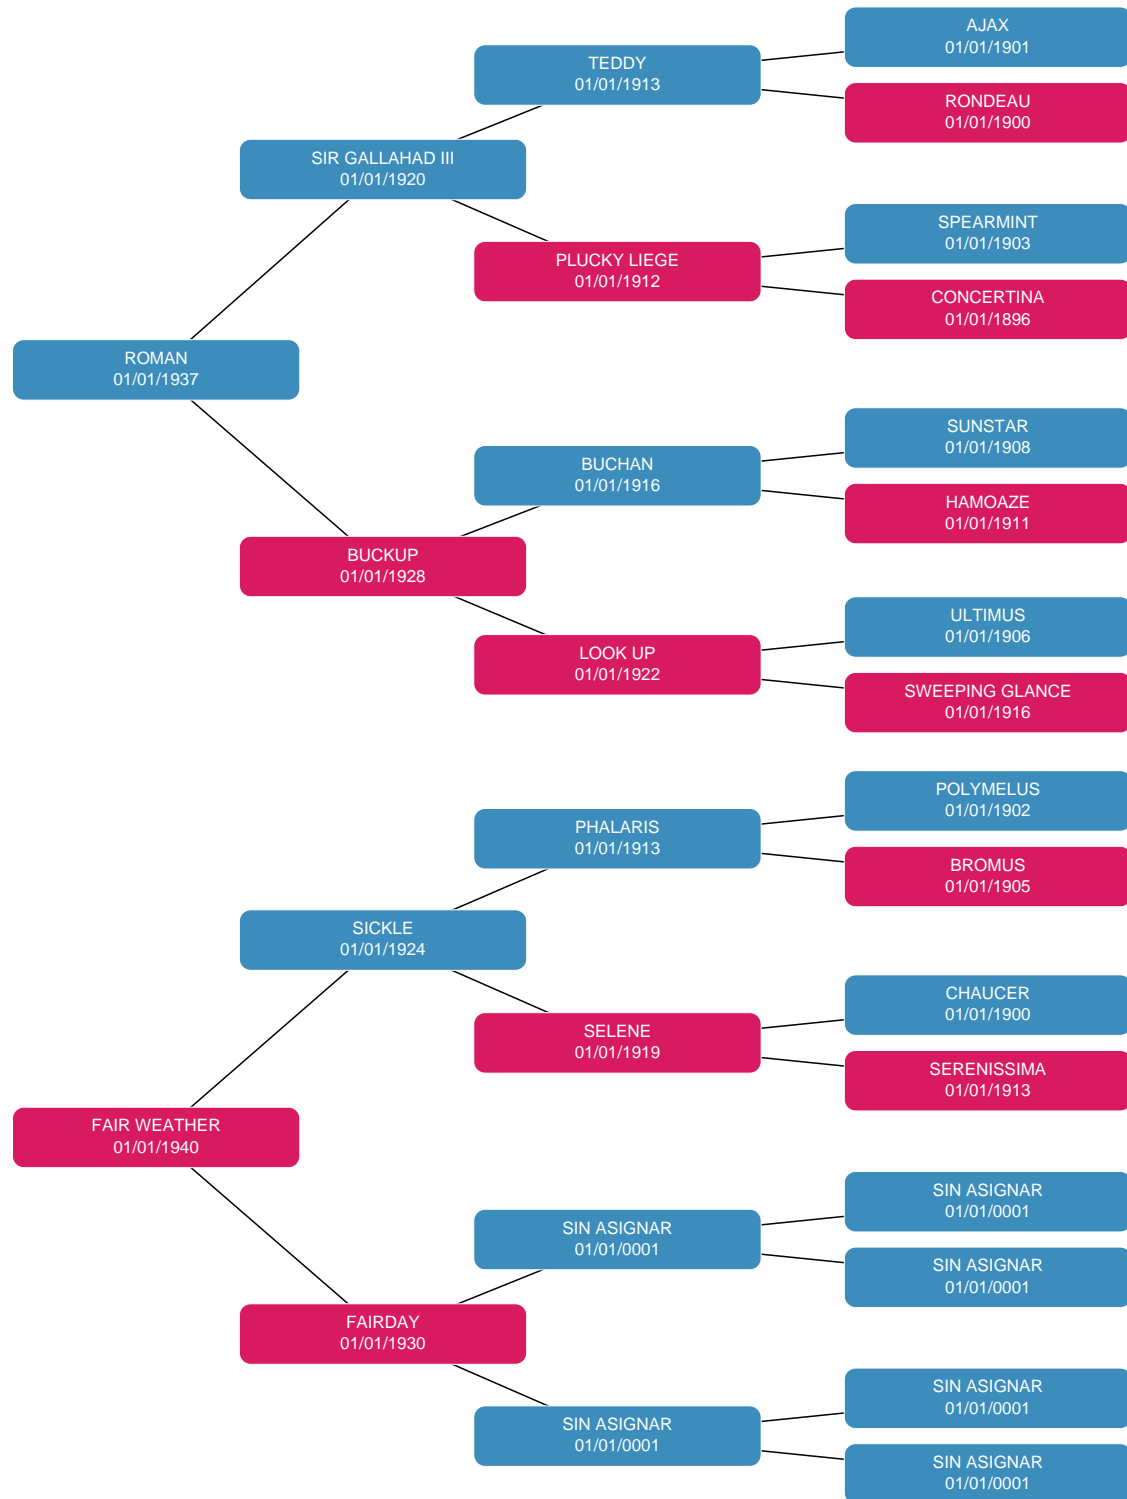 AJAX
01/01/1901
TEDDY
01/01/1913
RONDEAU
01/01/1900
SIR GALLAHAD III
01/01/1920
SPEARMINT
01/01/1903
PLUCKY LIEGE
01/01/1912
CONCERTINA
01/01/1896
ROMAN
01/01/1937
SUNSTAR
01/01/1908
BUCHAN
01/01/1916
HAMOAZE
01/01/1911
BUCKUP
01/01/1928
ULTIMUS
01/01/1906
LOOK UP
01/01/1922
SWEEPING GLANCE
01/01/1916
POLYMELUS
01/01/1902
PHALARIS
01/01/1913
BROMUS
01/01/1905
SICKLE
01/01/1924
CHAUCER
01/01/1900
SELENE
01/01/1919
SERENISSIMA
01/01/1913
FAIR WEATHER
01/01/1940
SIN ASIGNAR
01/01/0001
SIN ASIGNAR
01/01/0001
SIN ASIGNAR
01/01/0001
FAIRDAY
01/01/1930
SIN ASIGNAR
01/01/0001
SIN ASIGNAR
01/01/0001
SIN ASIGNAR
01/01/0001